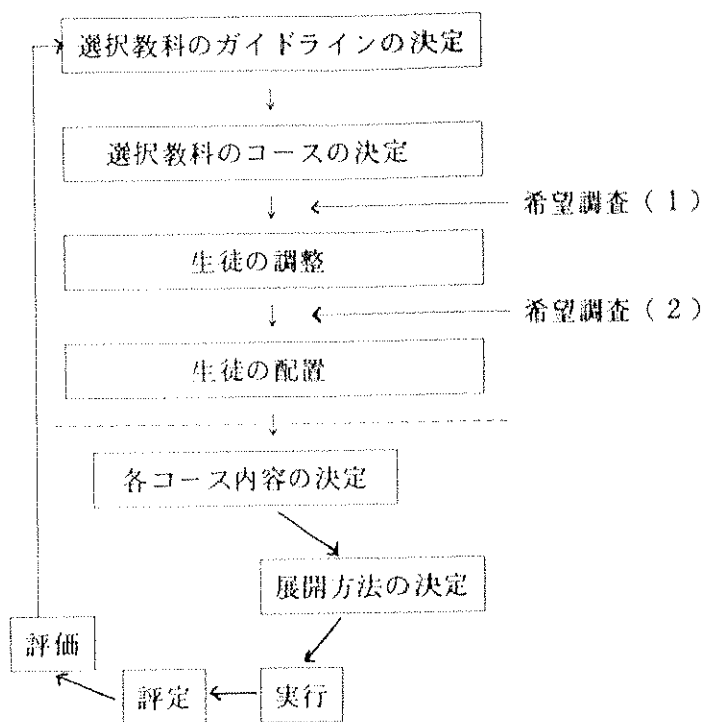 選択教科のガイドラインの決定
選択教科のコースの決定
希望調査(1)
生徒の調整
希望調査(2)
生徒の配置
各コース内容の決定
展開方法の決定
評価
評定
実行